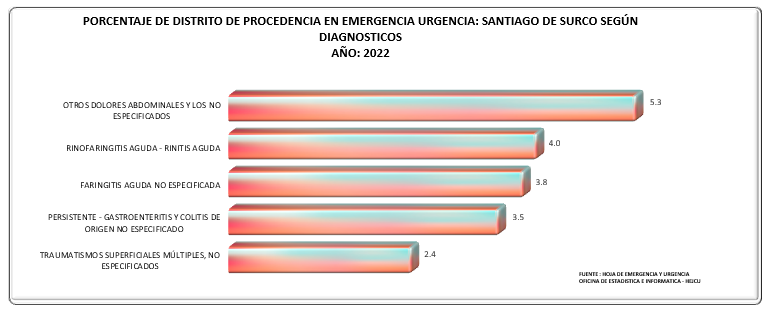 PORCENTAJE DE DISTRITO DE PROCEDENCIA EN EMERGENCIA URGENCIA: SANTIAGO DE SURCO SEGÚN
DIAGNOSTICOS
AÑO: 2022
OTROS DOLORES ABDOMINALES Y LOS NO
ESPECIFICADOS
5.3
RINOFARINGITIS AGUDA - RINITIS AGUDA
4.0
FARINGITIS AGUDA NO ESPECIFICADA
3.8
PERSISTENTE - GASTROENTERITIS Y COLITIS DE
ORIGEN NO ESPECIFICADO
3.5
TRAUMATISMOS SUPERFICIALES MÚLTIPLES, NO
ESPECIFICADOS
2.4
FUENTE : HOJA DE EMERGENCIA Y URGENCIA
OFICINA DE ESTADISTICA E INFORMATICA - HEJCU